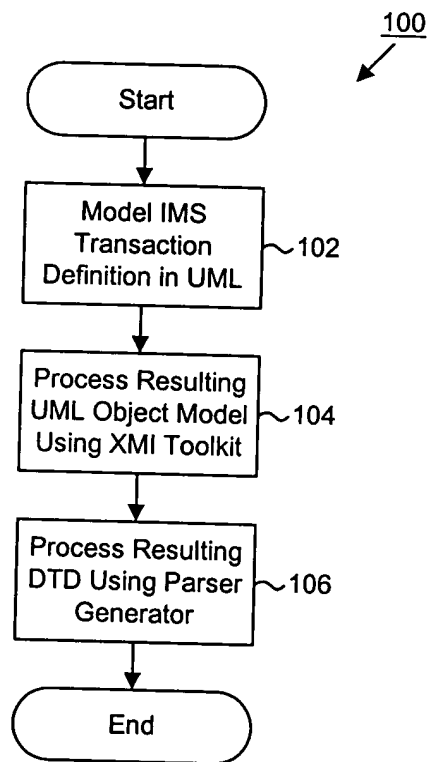 100
Start
Model IMS
Transaction
Definition in UML
102
Process Resulting
UML Object Model
Using XMI Toolkit
104
Process Resulting
DTD Using Parser
Generator
106
End